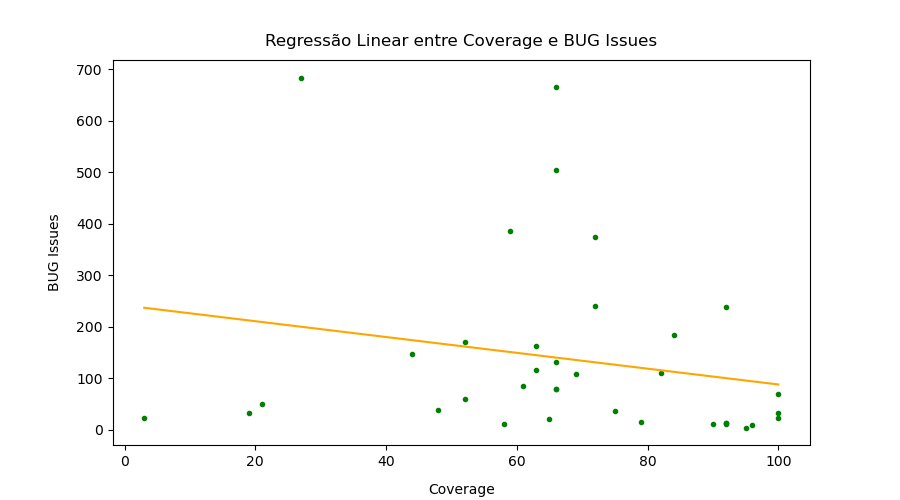 Regressão Linear entre Coverage e BUG Issues
700
600
500
400
300
200
100
0
BUG Issues
0 20 40 60 80 100
Coverage